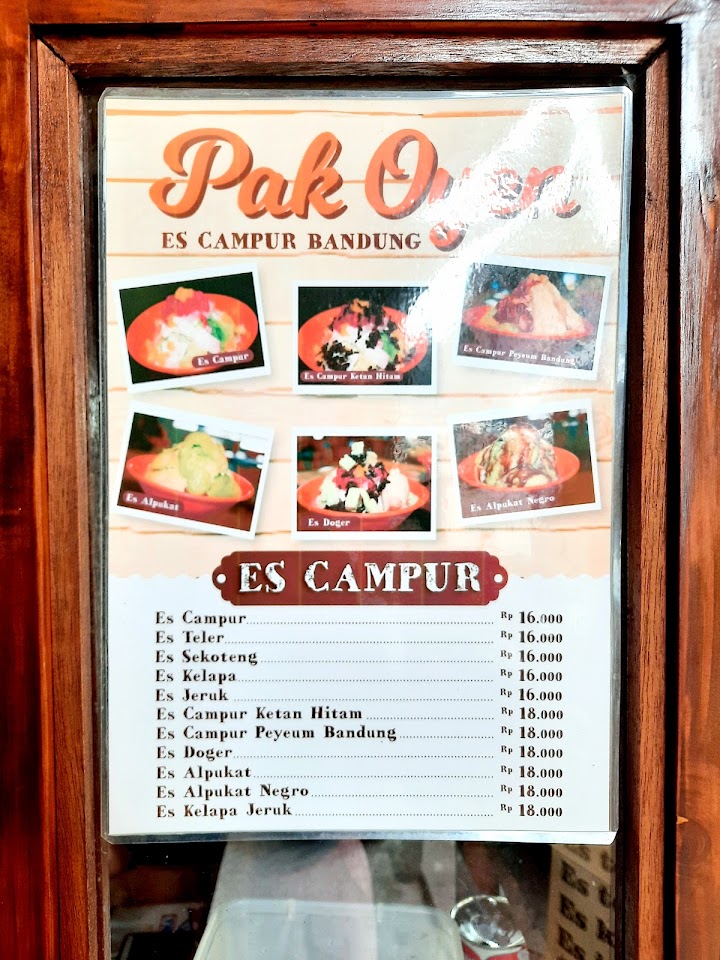 Pak Oyen
ES CAMPUR BANDUNG
Es Campur
Es Campur Ketan Hitam
Es Campur Peyeum Bandung
Es Alpukat
Es Doger
Es Alpukat Negro
ES CAMPUR
Es Campur Rp 16.000
Es Teler Rp 16.000
Es Sekoteng Rp 16.000
Es Kelapa Rp 16.000
Es Jeruk Rp 16.000
Es Campur Ketan Hitam Rp 18.000
Es Campur Peyeum Bandung Rp 18.000
Es Doger Rp 18.000
Es Alpukat Rp 18.000
Es Alpukat Negro Rp 18.000
Es Kelapa Jeruk Rp 18.000
Es
Es
Es